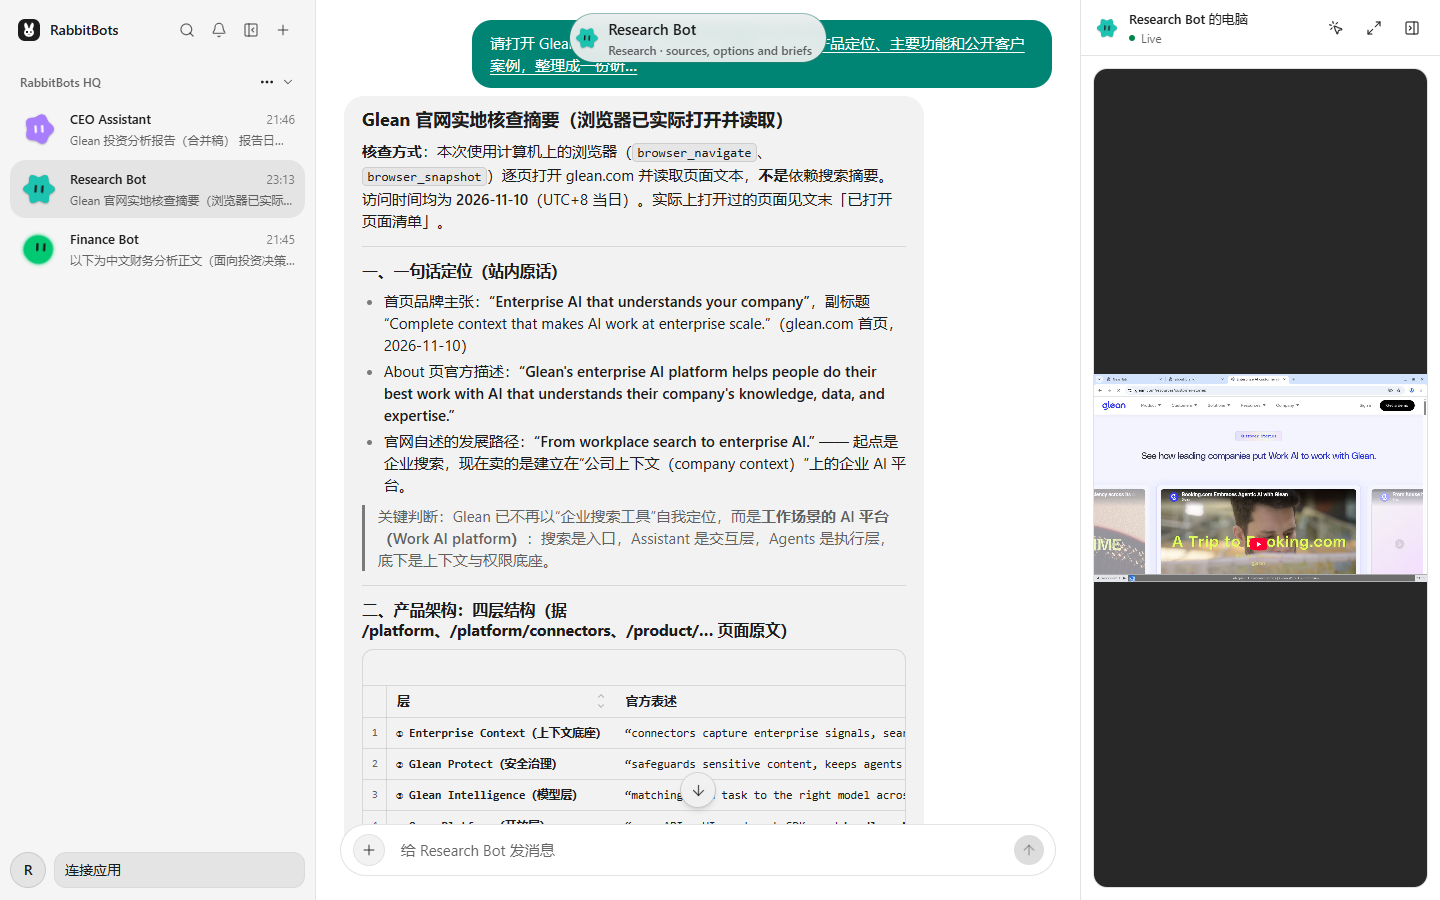 RabbitBots
RabbitBots HQ
CEO Assistant
21:46
Glean 投资分析报告（合并稿） 报告日...
Research Bot
23:13
Glean 官网实地核查摘要（浏览器已实际...
Finance Bot
21:45
以下为中文财务分析正文（面向投资决策...
R
连接应用
请打开 Glea
产品定位、主要功能和公开客户
案例，整理成一份研...
Research Bot
Research · sources, options and briefs
Glean 官网实地核查摘要（浏览器已实际打开并读取）
核查方式：本次使用计算机上的浏览器（browser_navigate、
browser_snapshot）逐页打开 glean.com 并读取页面文本，不是依赖搜索摘要。
访问时间均为 2026-11-10（UTC+8 当日）。实际上打开过的页面见文末「已打开
页面清单」。
一、一句话定位（站内原话）
首页品牌主张：“Enterprise AI that understands your company”，副标题
“Complete context that makes AI work at enterprise scale.”（glean.com 首页，
2026-11-10）
About 页官方描述：“Glean's enterprise AI platform helps people do their
best work with AI that understands their company's knowledge, data, and
expertise.”
官网自述的发展路径：“From workplace search to enterprise AI.” —— 起点是
企业搜索，现在卖的是建立在“公司上下文（company context）”上的企业 AI 平
台。
关键判断：Glean 已不再以“企业搜索工具”自我定位，而是工作场景的 AI 平台
（Work AI platform）：搜索是入口，Assistant 是交互层，Agents 是执行层，
底下是上下文与权限底座。
二、产品架构：四层结构（据
/platform、/platform/connectors、/product/… 页面原文）
层
官方表述
1
Enterprise Context (上下文底座)
“connectors capture enterprise signals, sear
2
Glean Protect (安全治理)
“safeguards sensitive content, keeps agents
3
Glean Intelligence (模型层)
“matching task to the right model acros
给 Research Bot 发消息
Research Bot 的电脑
Live
glean
See how leading companies put Work AI to work with Glean.
Booking.com Embraces Agentic AI with Glean
A Trip to Booking.com